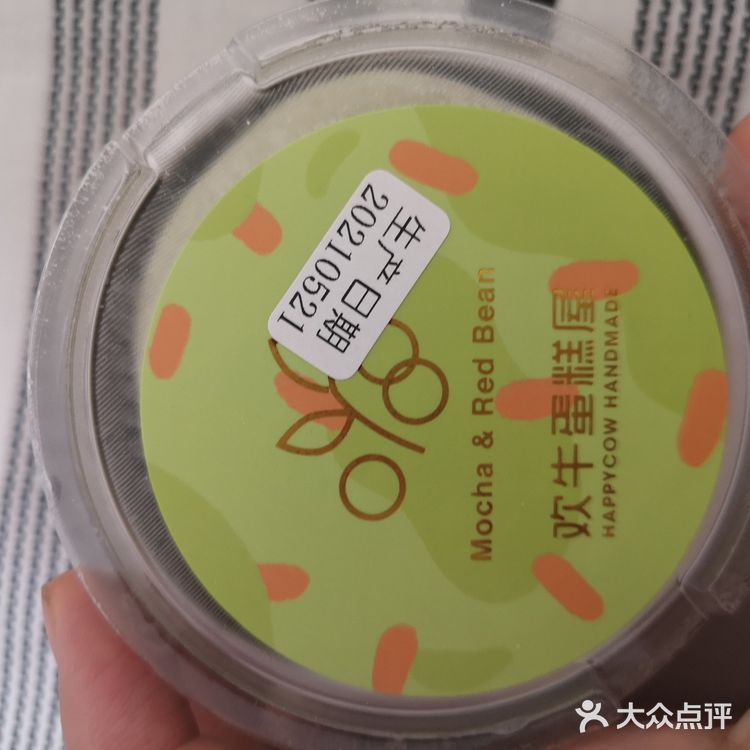 生产日期
20210521
Mocha & Red Bean
欢牛蛋糕屋
HAPPYCOW HANDMADE
大众点评